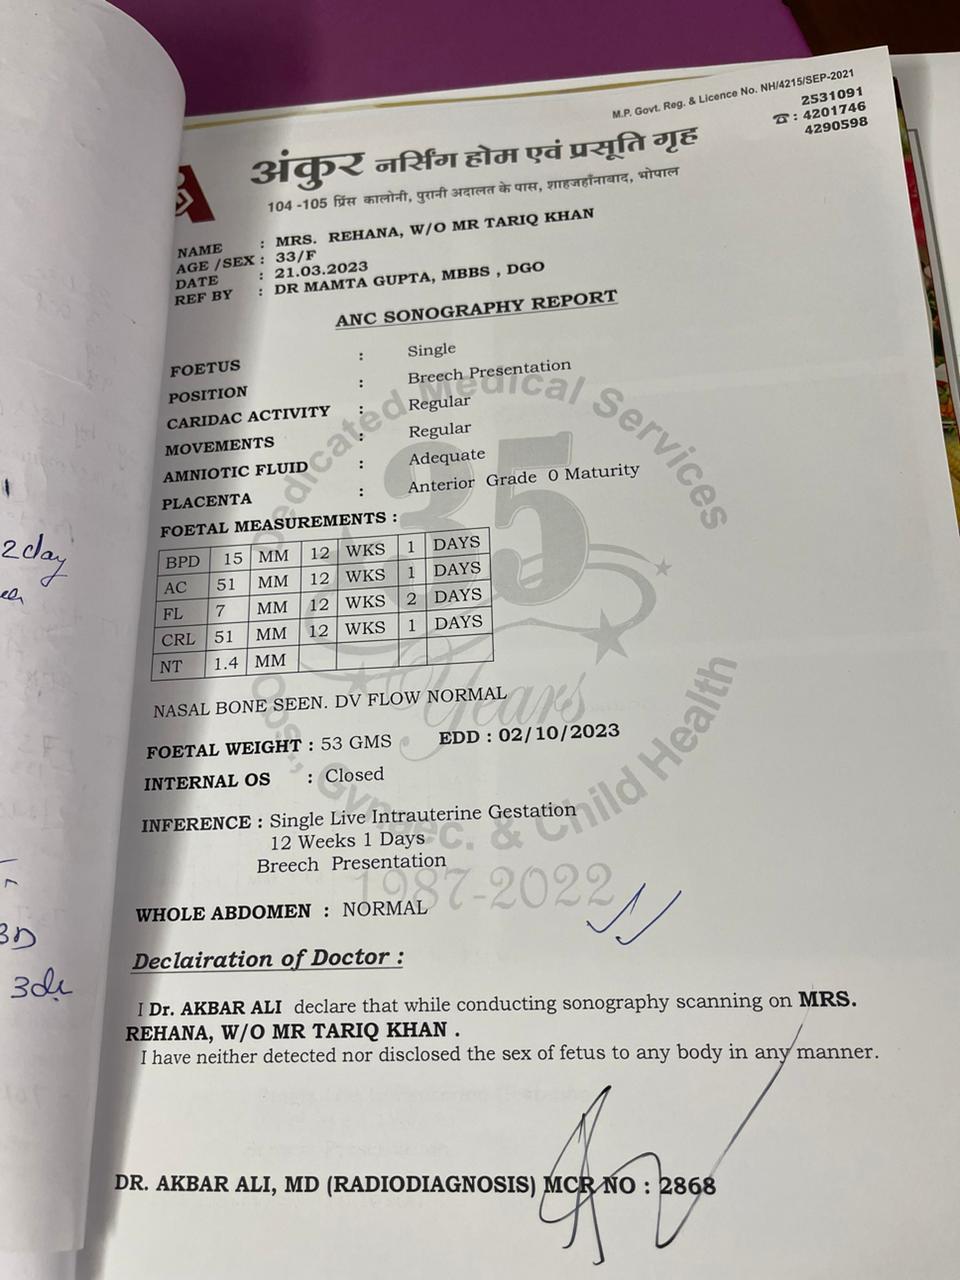 M.P. Govt. Reg. & Licence No. NH/4215/SEP-2021
2531091
☎ : 4201746
4290598
अंकुर नर्सिंग होम एवं प्रसूति गृह
104 -105 प्रिंस कालोनी, पुरानी अदालत के पास, शाहजहाँनाबाद, भोपाल
NAME : MRS. REHANA, W/O MR TARIQ KHAN
AGE /SEX : 33/F
DATE : 21.03.2023
REF BY : DR MAMTA GUPTA, MBBS , DGO
ANC SONOGRAPHY REPORT
FOETUS : Single
POSITION : Breech Presentation
CARIDAC ACTIVITY : Regular
MOVEMENTS : Regular
AMNIOTIC FLUID : Adequate
PLACENTA : Anterior Grade 0 Maturity
FOETAL MEASUREMENTS :
BPD 15 MM 12 WKS 1 DAYS
AC 51 MM 12 WKS 1 DAYS
FL 7 MM 12 WKS 2 DAYS
CRL 51 MM 12 WKS 1 DAYS
NT 1.4 MM
NASAL BONE SEEN. DV FLOW NORMAL
FOETAL WEIGHT : 53 GMS EDD : 02/10/2023
INTERNAL OS : Closed
INFERENCE : Single Live Intrauterine Gestation
12 Weeks 1 Days
Breech Presentation
WHOLE ABDOMEN : NORMAL
Declairation of Doctor :
I Dr. AKBAR ALI declare that while conducting sonography scanning on MRS.
REHANA, W/O MR TARIQ KHAN .
I have neither detected nor disclosed the sex of fetus to any body in any manner.
DR. AKBAR ALI, MD (RADIODIAGNOSIS) MCR NO : 2868
Dedicated Medical Services
35
Years
Obs., Gynaec. & Child Health
1987-2022
2 day
BD